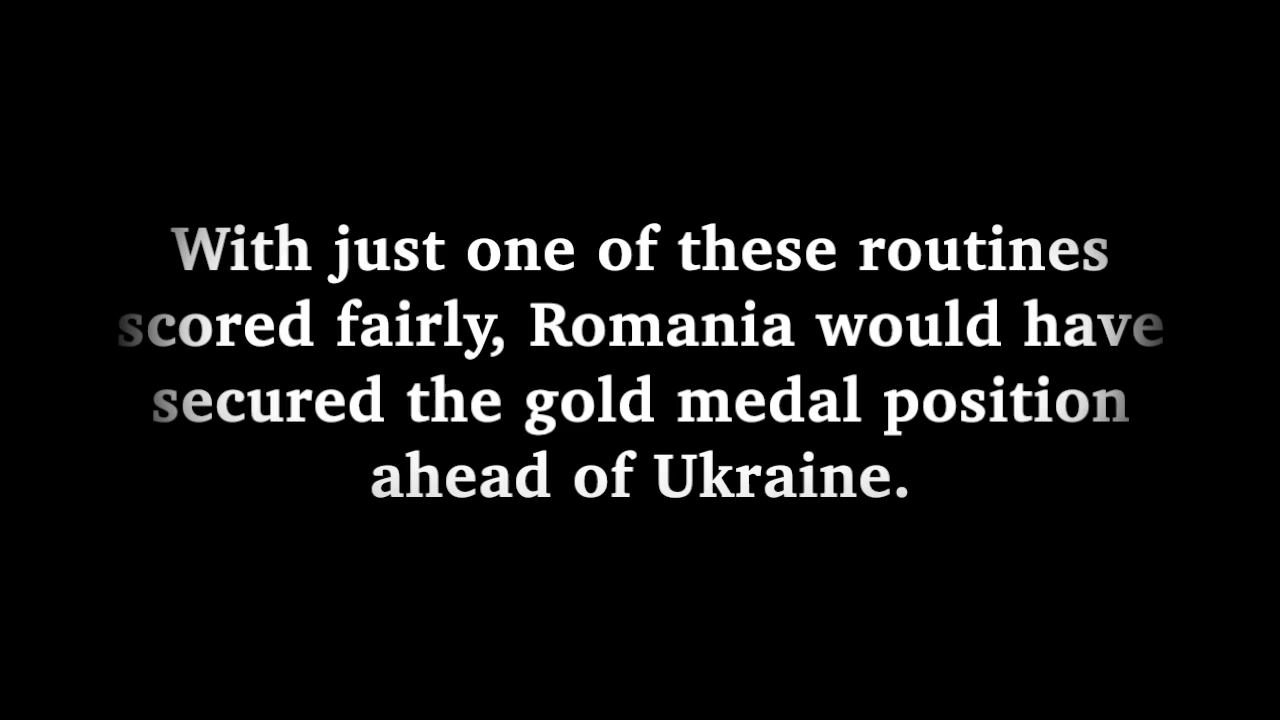 With just one of these routines
scored fairly, Romania would have
secured the gold medal position
ahead of Ukraine.